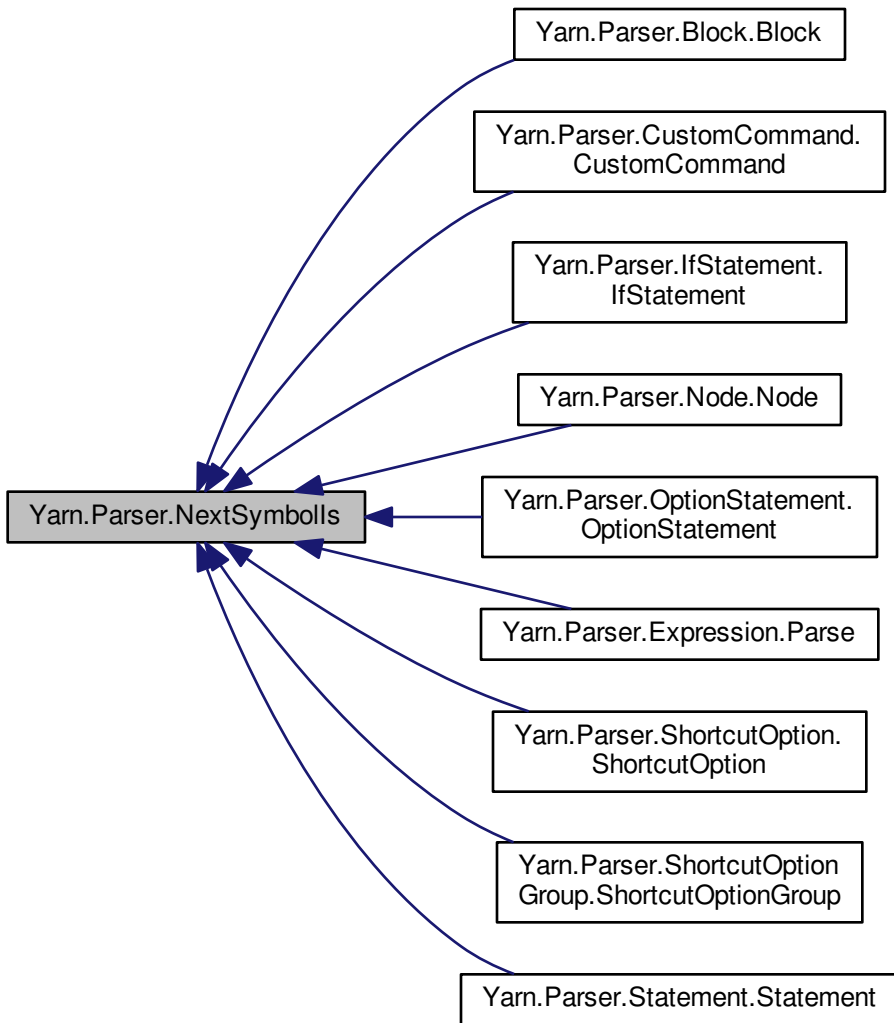 Yarn.Parser.Block.Block
Yarn.Parser.CustomCommand.
CustomCommand
Yarn.Parser.IfStatement.
IfStatement
Yarn.Parser.Node.Node
Yarn.Parser.NextSymbolIs
Yarn.Parser.OptionStatement.
OptionStatement
Yarn.Parser.Expression.Parse
Yarn.Parser.ShortcutOption.
ShortcutOption
Yarn.Parser.ShortcutOption
Group.ShortcutOptionGroup
Yarn.Parser.Statement.Statement